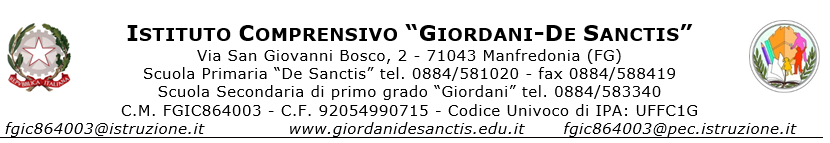 ISTITUTO COMPRENSIVO “GIORDANI-DE SANCTIS”
Via San Giovanni Bosco, 2 - 71043 Manfredonia (FG)
Scuola Primaria “De Sanctis” tel. 0884/581020 - fax 0884/588419
Scuola Secondaria di primo grado “Giordani” tel. 0884/583340
C.M. FGIC864003 - C.F. 92054990715 - Codice Univoco di IPA: UFFC1G
fgic864003@istruzione.it www.giordanidesanctis.edu.it fgic864003@pec.istruzione.it